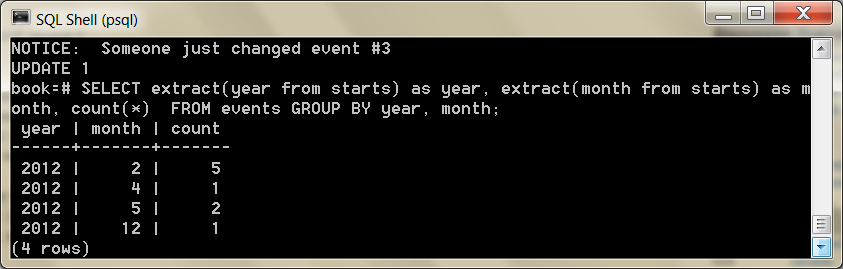 SQL Shell (psql)
NOTICE:  Someone just changed event #3
UPDATE 1
book=# SELECT extract(year from starts) as year, extract(month from starts) as m
onth, count(*)  FROM events GROUP BY year, month;
 year | month | count
------+-------+-------
 2012 |     2 |     5
 2012 |     4 |     1
 2012 |     5 |     2
 2012 |    12 |     1
(4 rows)